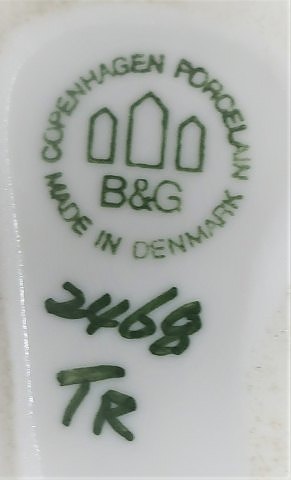 COPENHAGEN PORCELAIN
B&G
MADE IN DENMARK
2468
TR